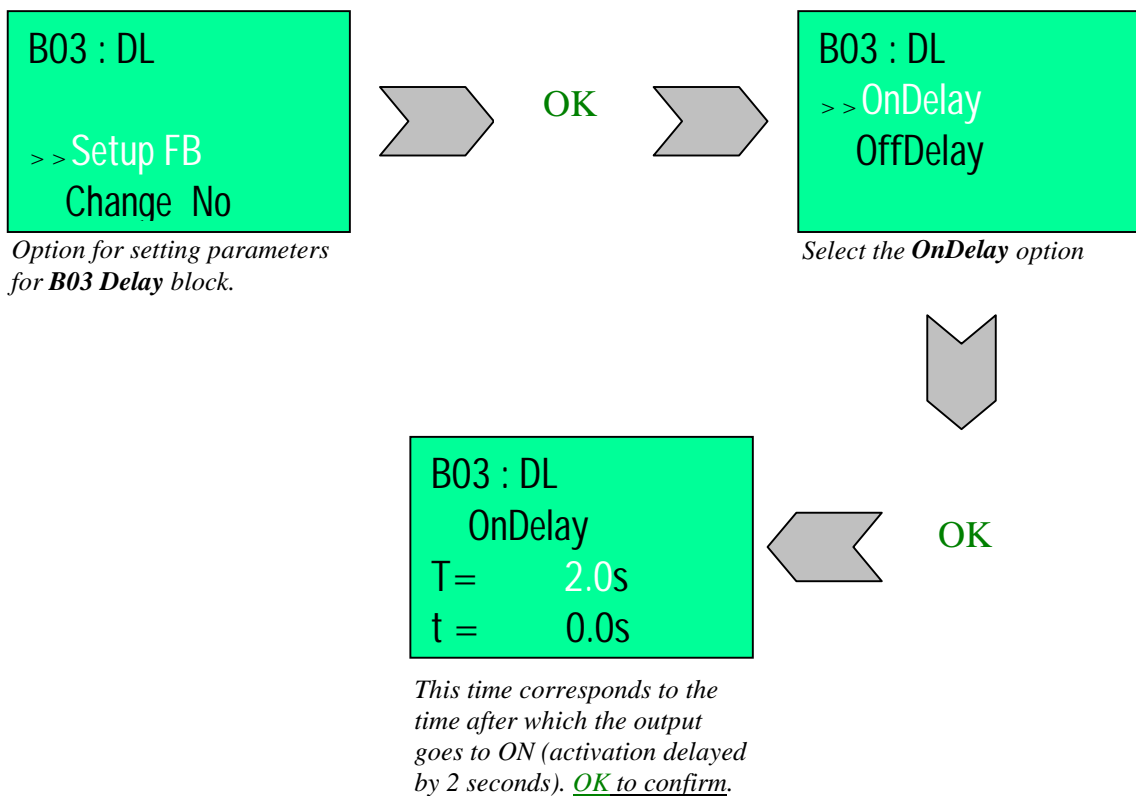 B03 : DL
>> Setup FB
Change No
Option for setting parameters
for B03 Delay block.
OK
B03 : DL
>> OnDelay
OffDelay
Select the OnDelay option
OK
B03 : DL
OnDelay
T= 2.0s
t = 0.0s
This time corresponds to the
time after which the output
goes to ON (activation delayed
by 2 seconds). OK to confirm.